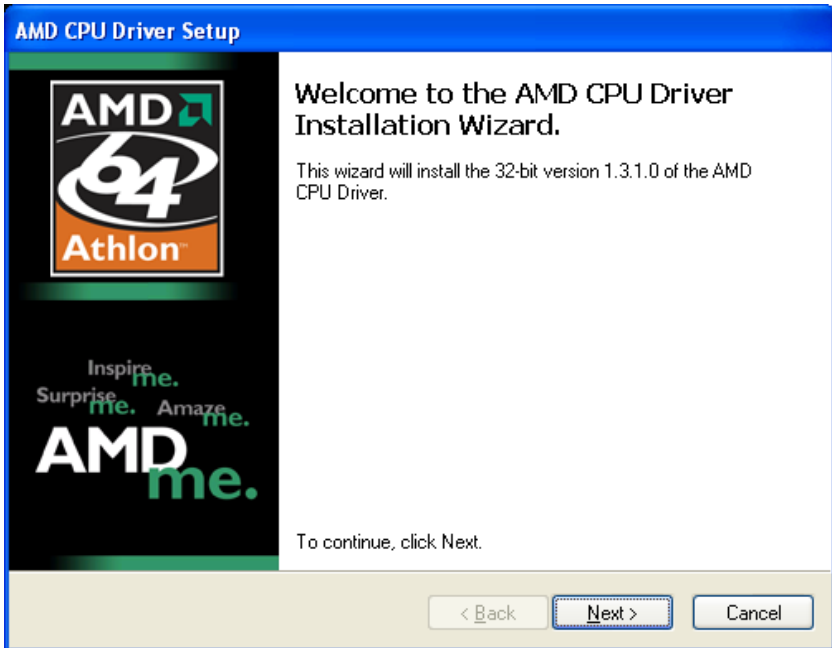 AMD CPU Driver Setup
AMD
64
Athlon™
Welcome to the AMD CPU Driver
Installation Wizard.
This wizard will install the 32-bit version 1.3.1.0 of the AMD
CPU Driver.
Inspire me.
Surprise me. Amaze me.
AMD me.
To continue, click Next.
< Back
Next >
Cancel